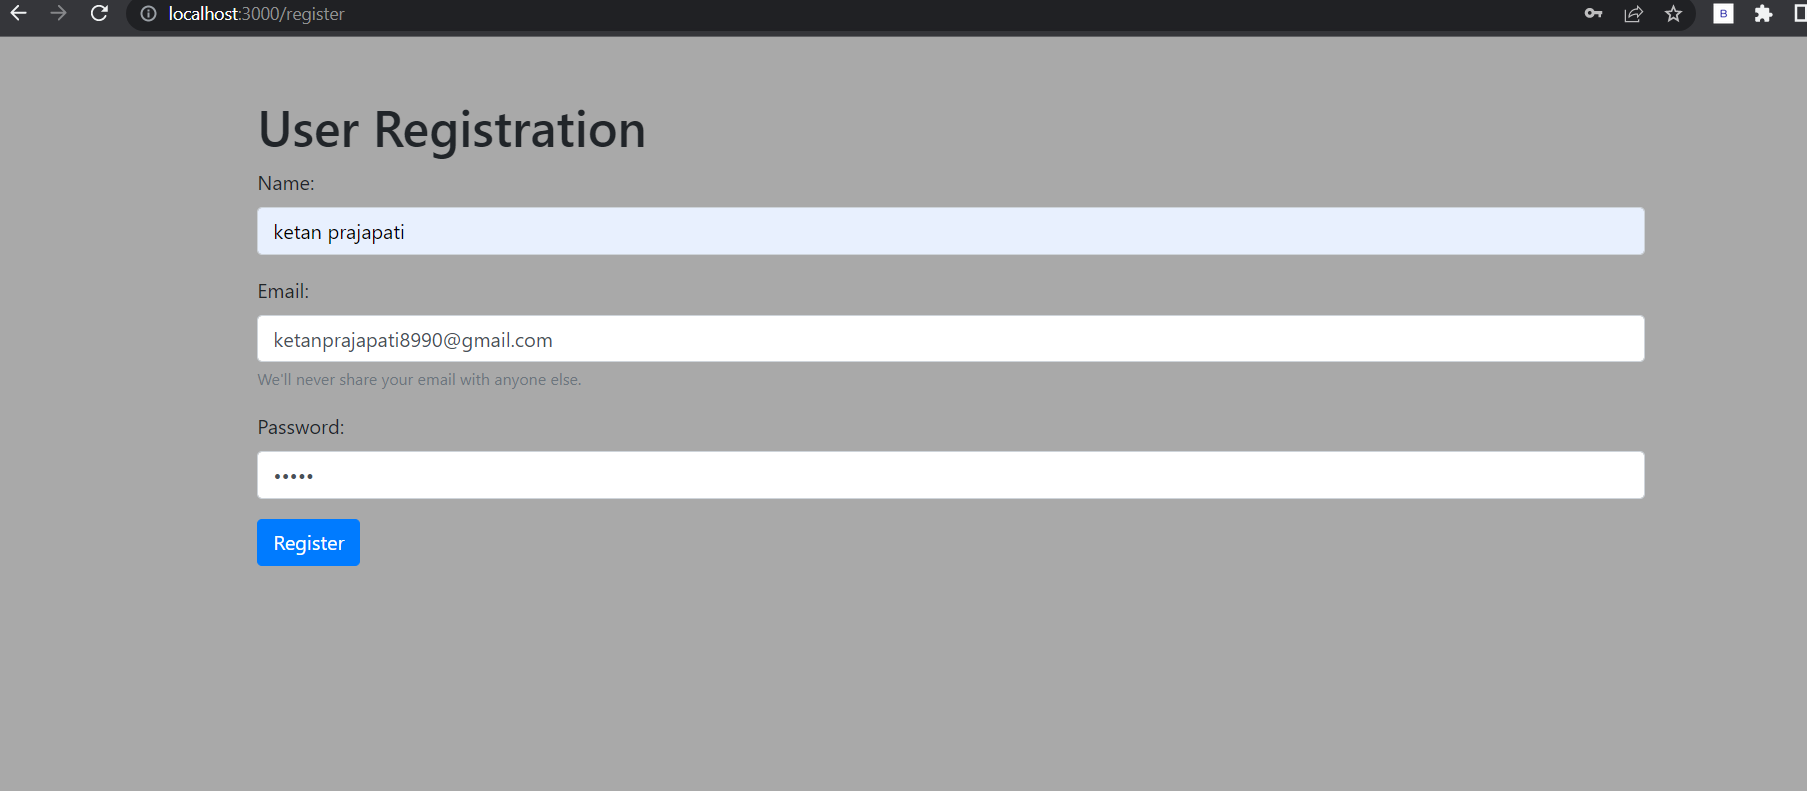 localhost:3000/register
B
User Registration
Name:
ketan prajapati
Email:
ketanprajapati8990@gmail.com
We'll never share your email with anyone else.
Password:
•••••
Register